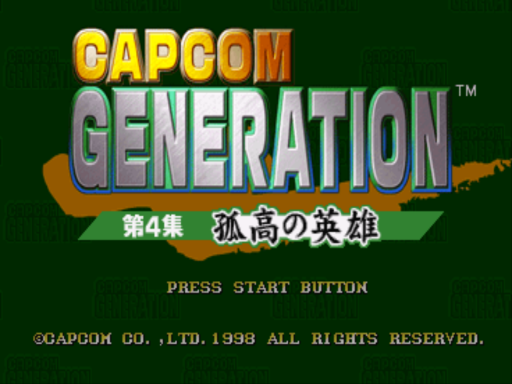 CAPCOM
GENERATION™
第4集 孤高の英雄
PRESS START BUTTON
©CAPCOM CO.,LTD.1998 ALL RIGHTS RESERVED.